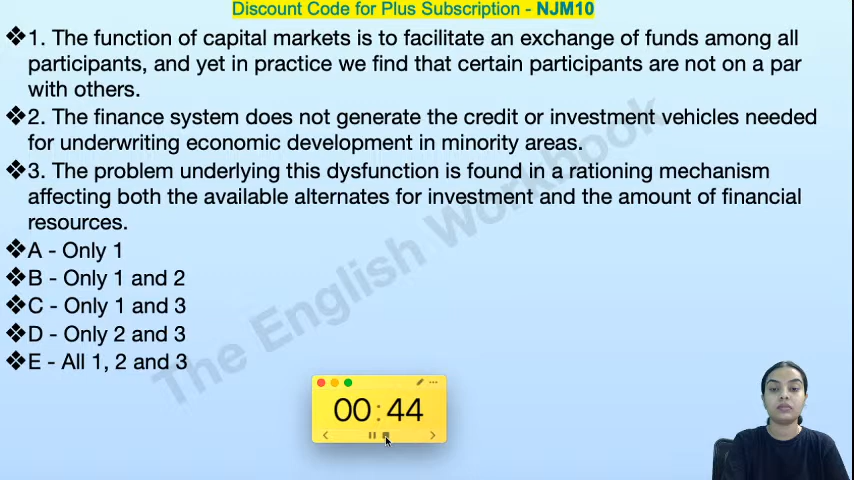 Discount Code for Plus Subscription - NJM10
❖1. The function of capital markets is to facilitate an exchange of funds among all
participants, and yet in practice we find that certain participants are not on a par
with others.
❖2. The finance system does not generate the credit or investment vehicles needed
for underwriting economic development in minority areas.
❖3. The problem underlying this dysfunction is found in a rationing mechanism
affecting both the available alternates for investment and the amount of financial
resources.
❖A - Only 1
❖B - Only 1 and 2
❖C - Only 1 and 3
❖D - Only 2 and 3
❖E - All 1, 2 and 3
The English Workbook
00:44